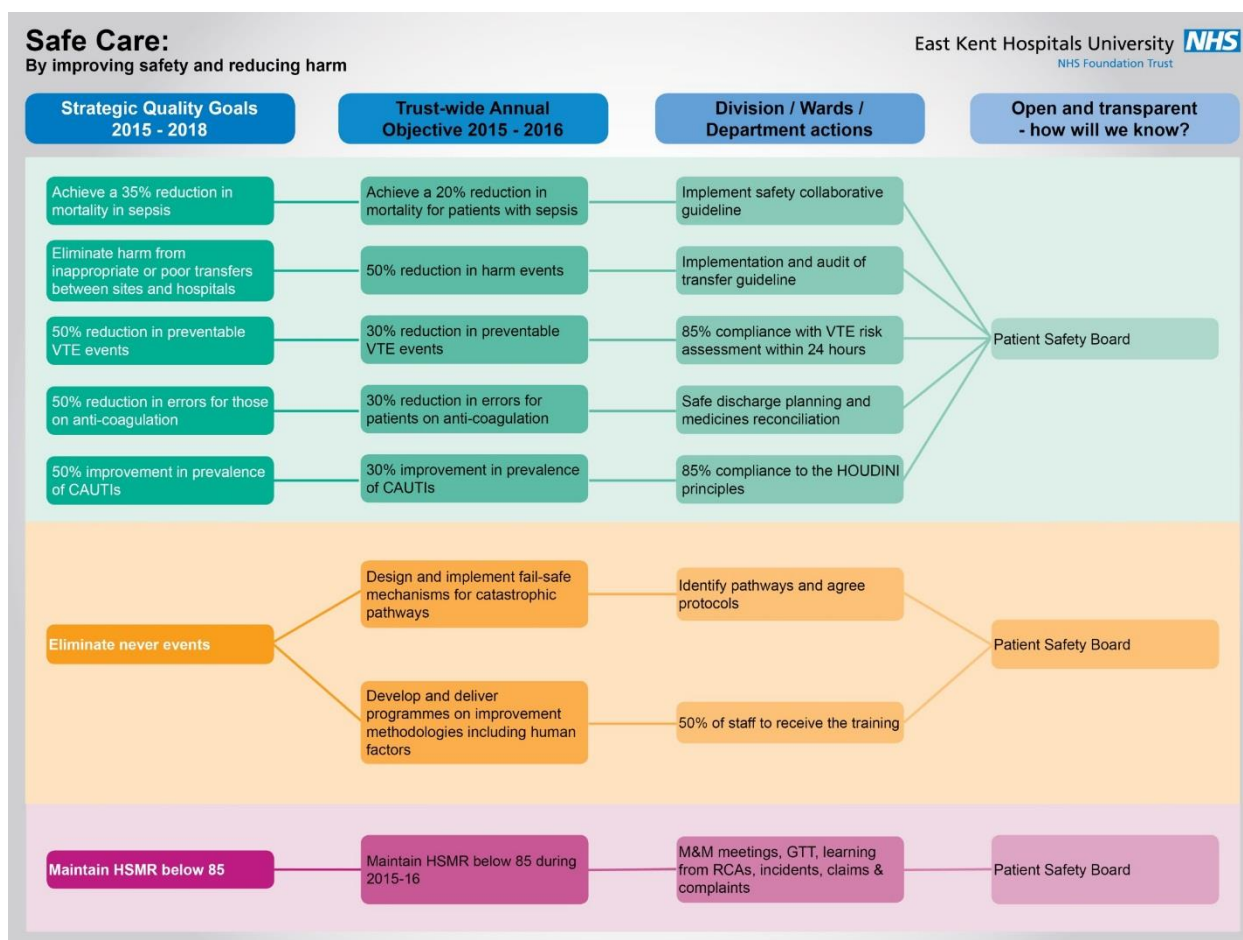 Safe Care:
By improving safety and reducing harm
East Kent Hospitals University NHS
NHS Foundation Trust
Strategic Quality Goals
2015 - 2018
Trust-wide Annual
Objective 2015 - 2016
Division / Wards /
Department actions
Open and transparent
- how will we know?
Achieve a 35% reduction in
mortality in sepsis
Achieve a 20% reduction in
mortality for patients with sepsis
Implement safety collaborative
guideline
Eliminate harm from
inappropriate or poor transfers
between sites and hospitals
50% reduction in harm events
Implementation and audit of
transfer guideline
50% reduction in preventable
VTE events
30% reduction in preventable
VTE events
85% compliance with VTE risk
assessment within 24 hours
Patient Safety Board
50% reduction in errors for those
on anti-coagulation
30% reduction in errors for
patients on anti-coagulation
Safe discharge planning and
medicines reconciliation
50% improvement in prevalence
of CAUTIs
30% improvement in prevalence
of CAUTIs
85% compliance to the HOUDINI
principles
Eliminate never events
Design and implement fail-safe
mechanisms for catastrophic
pathways
Identify pathways and agree
protocols
Develop and deliver
programmes on improvement
methodologies including human
factors
50% of staff to receive the training
Patient Safety Board
Maintain HSMR below 85
Maintain HSMR below 85 during
2015-16
M&M meetings, GTT, learning
from RCAs, incidents, claims &
complaints
Patient Safety Board